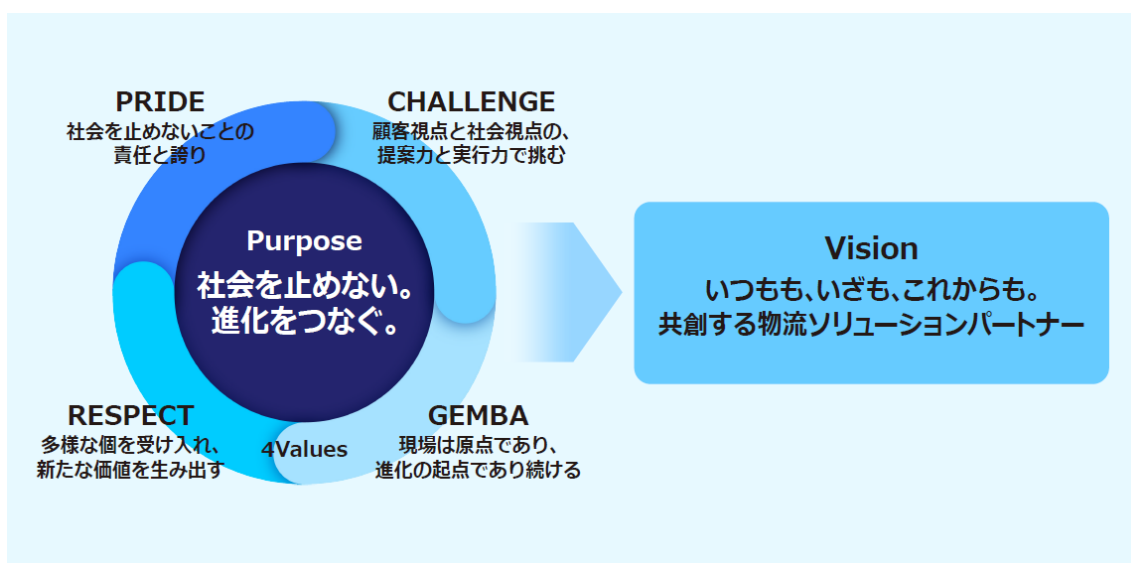 PRIDE
社会を止めないことの
責任と誇り
CHALLENGE
顧客視点と社会視点の、
提案力と実行力で挑む
Purpose
社会を止めない。
進化をつなぐ。
RESPECT
多様な個を受け入れ、
新たな価値を生み出す
4Values
GEMBA
現場は原点であり、
進化の起点であり続ける
Vision
いつもも、いざも、これからも。
共創する物流ソリューションパートナー